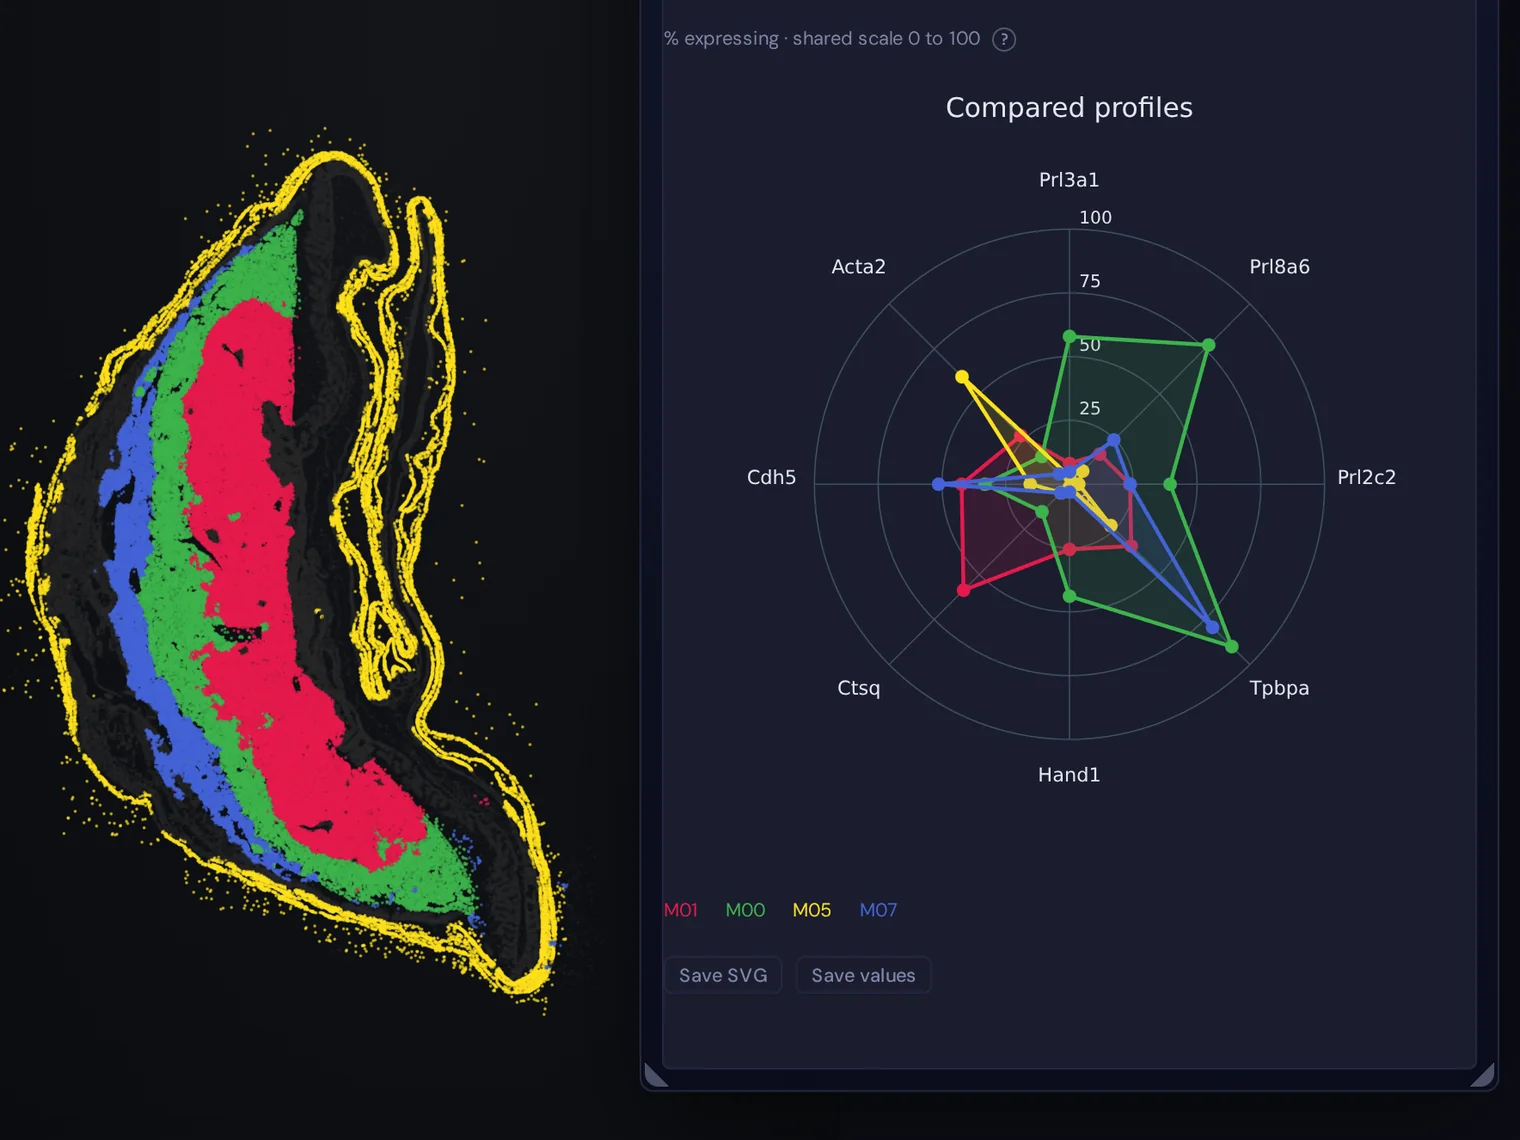 % expressing · shared scale 0 to 100 ?
Compared profiles
Prl3a1
100
Acta2
Prl8a6
75
50
25
Cdh5
Prl2c2
Ctsq
Tpbpa
Hand1
M01 M00 M05 M07
Save SVG Save values